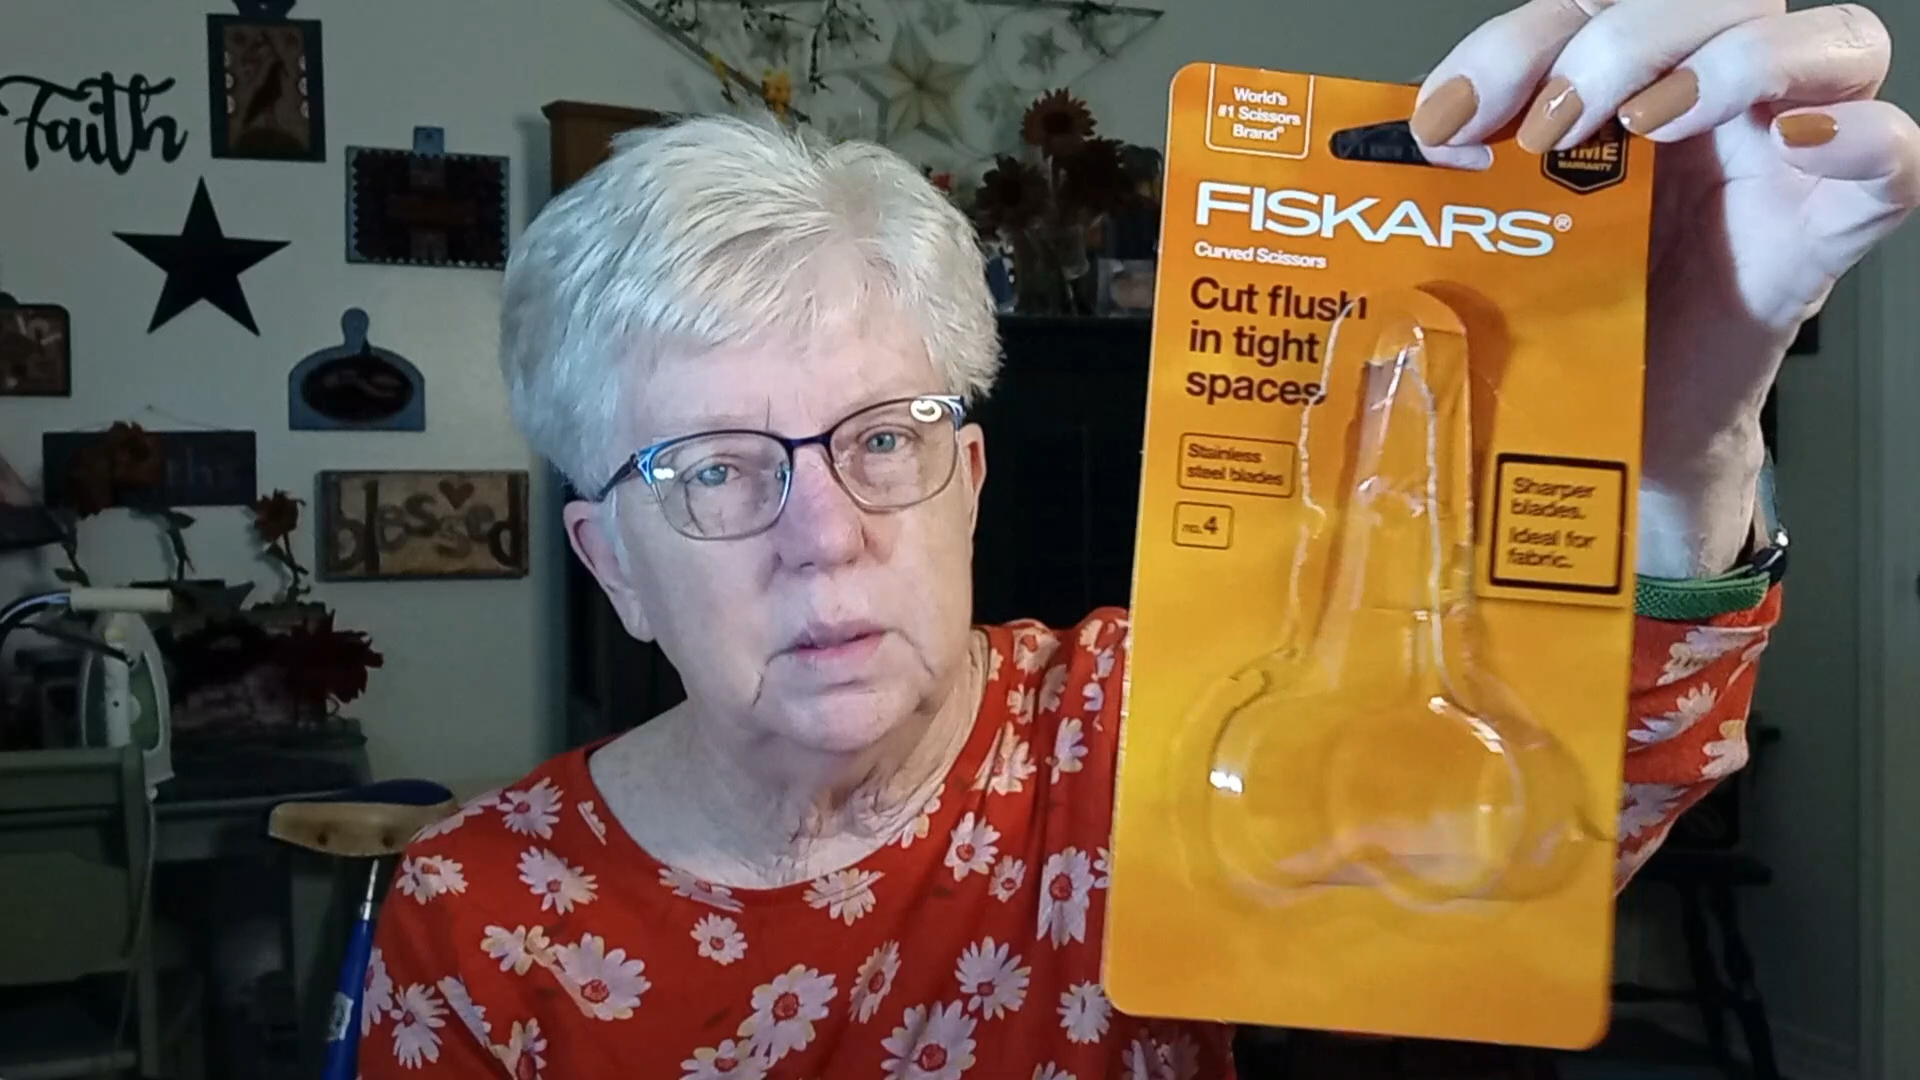 Faith
blessed
World's
#1 Scissors
Brand®
TIME
WARRANTY
FISKARS®
Curved Scissors
Cut flush
in tight
spaces
Stainless
steel blades
no.4
Sharper
blades.
Ideal for
fabric.